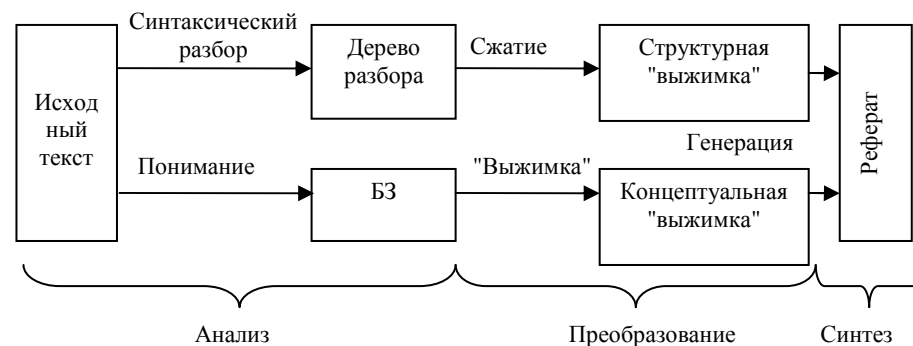 Синтаксический
разбор
Исход
ный
текст
Дерево
разбора
Сжатие
Структурная
"выжимка"
Реферат
Понимание
БЗ
"Выжимка"
Генерация
Концептуальная
"выжимка"
Анализ
Преобразование
Синтез